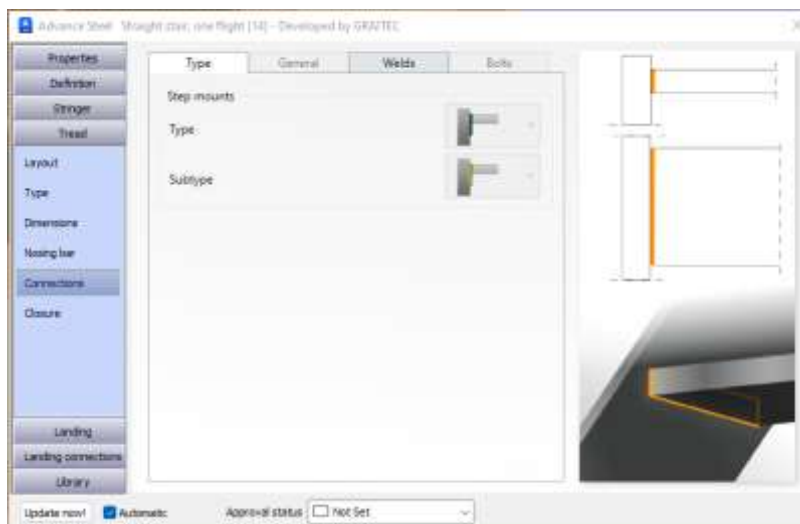 Advance Steel Straight stair, one flight [14] - Developed by GRAITEC
Properties
Definition
Stringer
Tread
Layout
Type
Dimensions
Nosing bar
Connections
Closure
Landing
Landing connections
Library
Type General Welds Bolts
Step mounts
Type
Subtype
Update now! Automatic Approval status Not Set